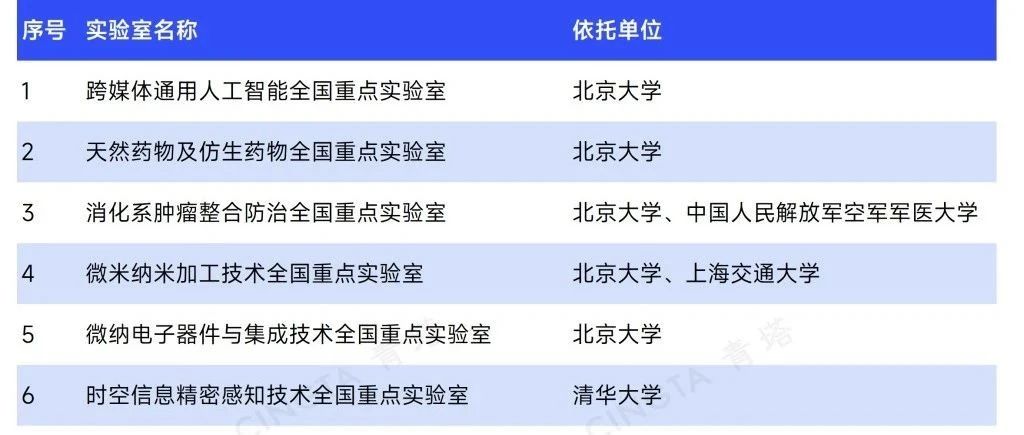 序号 实验室名称 依托单位
1 跨媒体通用人工智能全国重点实验室 北京大学
2 天然药物及仿生药物全国重点实验室 北京大学
3 消化系肿瘤整合防治全国重点实验室 北京大学、中国人民解放军空军军医大学
4 微米纳米加工技术全国重点实验室 北京大学、上海交通大学
5 微纳电子器件与集成技术全国重点实验室 北京大学
6 时空信息精密感知技术全国重点实验室 清华大学
CINGTA 青塔
CINGTA 青塔